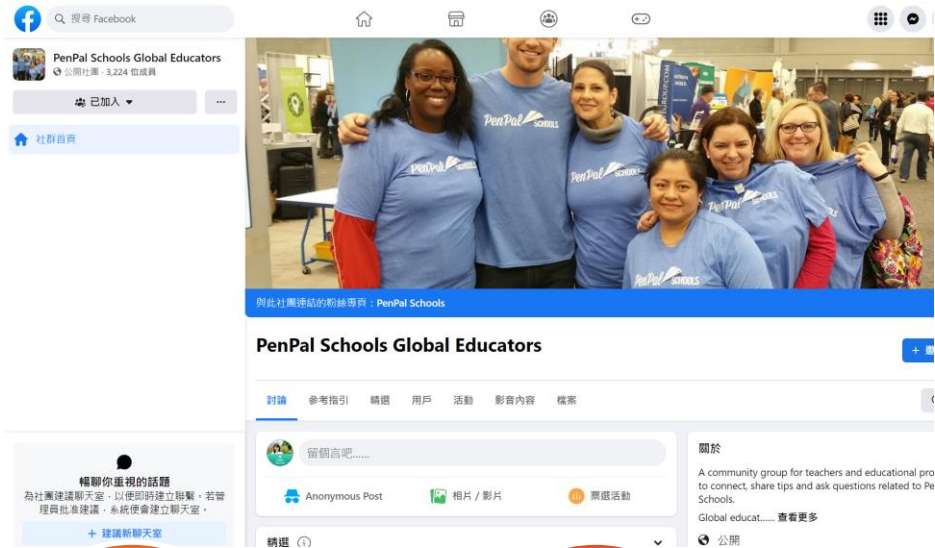 搜尋 Facebook
PenPal Schools Global Educators
公開社團 · 3,224 位成員
已加入
社群首頁
PenPal SCHOOLS
PenPal SCHOOLS
PenPal SCHOOLS
PenPal SCHOOLS
PenPal SCHOOLS
與此社團連結的粉絲專頁：PenPal Schools
PenPal Schools Global Educators
+ 邀
討論 參考指引 精選 用戶 活動 影音內容 檔案
留個言吧......
Anonymous Post 相片 / 影片 票選活動
精選
關於
A community group for teachers and educational pro
to connect, share tips and ask questions related to Pe
Schools.
Global educat...... 查看更多
公開
暢聊你重視的話題
為社團建議聊天室，以便即時建立聯繫。若管
理員批准建議，系統便會建立聊天室。
+ 建議新聊天室